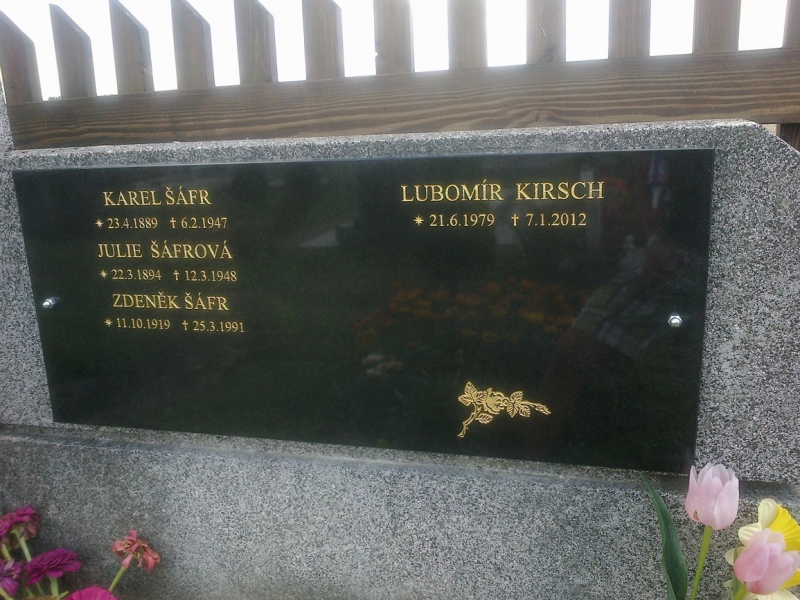 KAREL ŠÁFR
* 23.4.1889 † 6.2.1947
JULIE ŠÁFROVÁ
* 22.3.1894 † 12.3.1948
ZDENĚK ŠÁFR
* 11.10.1919 † 25.3.1991
LUBOMÍR KIRSCH
* 21.6.1979 † 7.1.2012